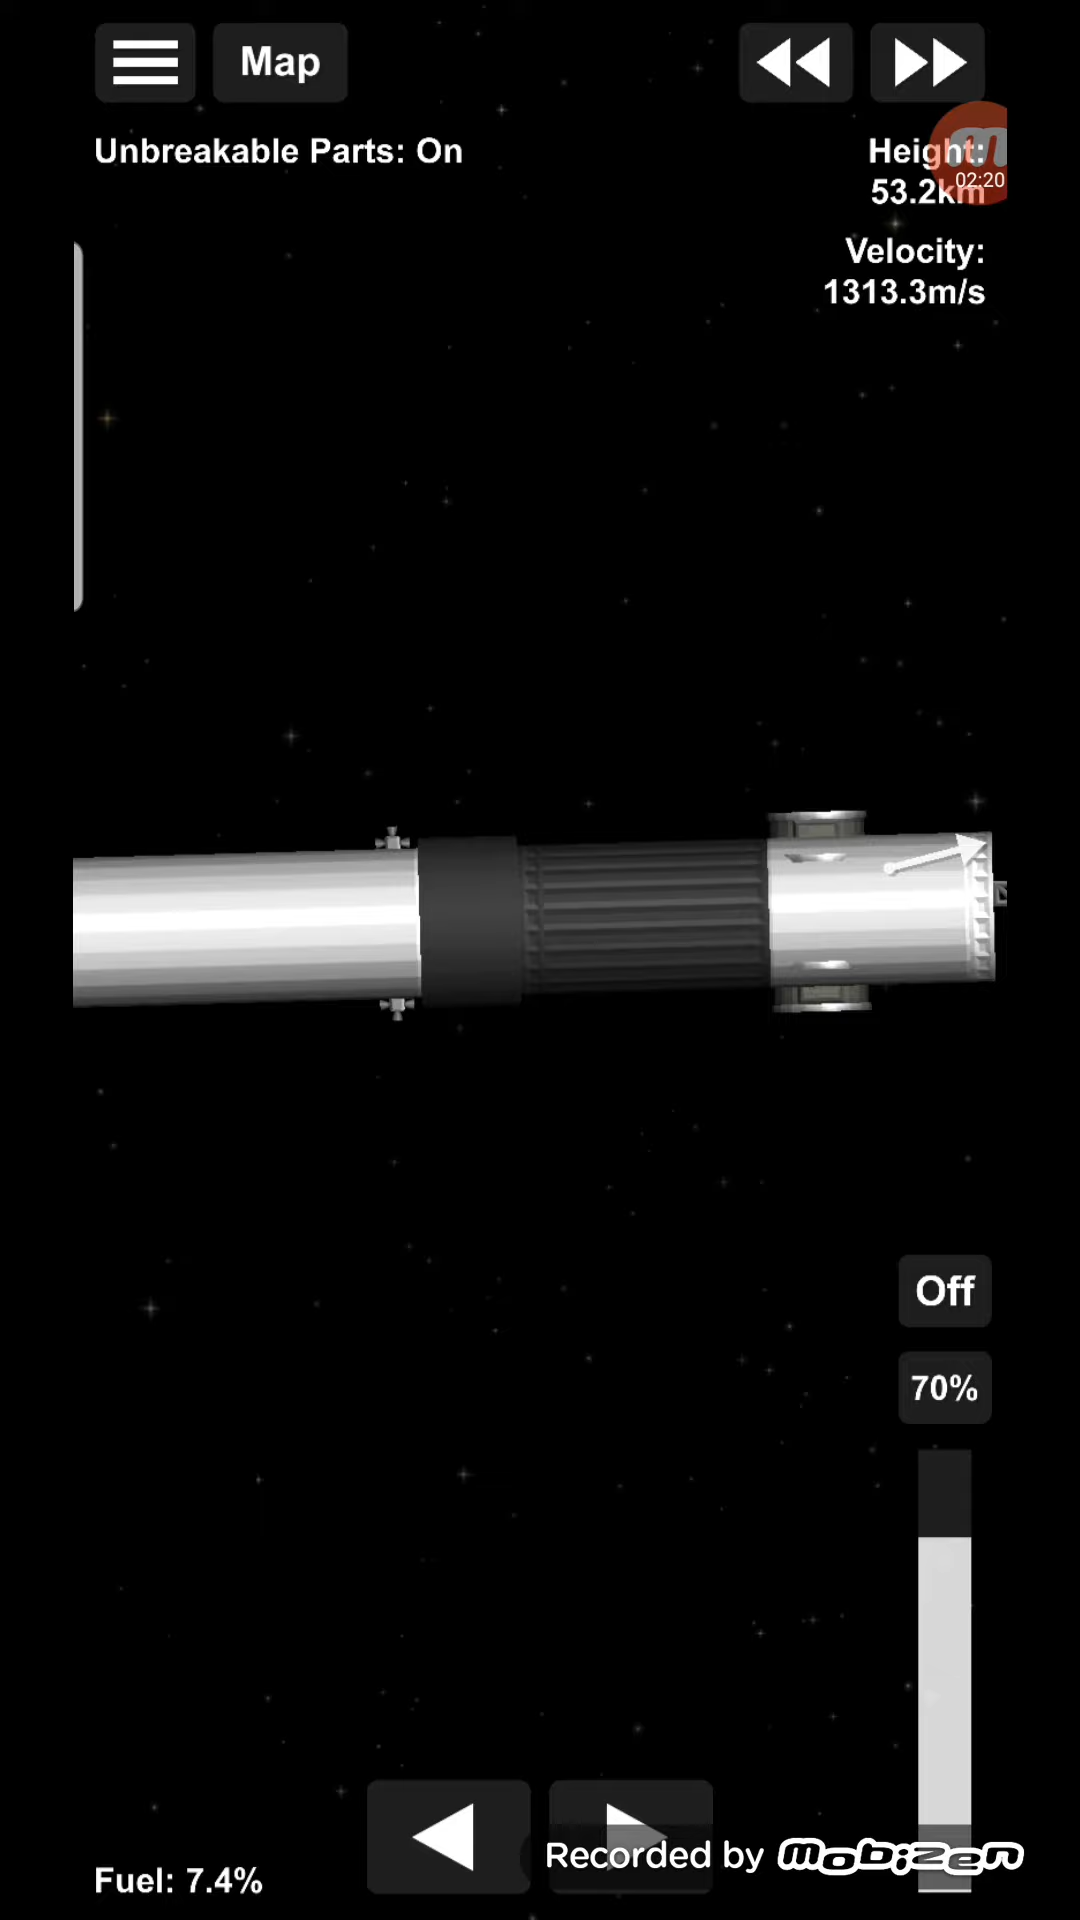 Map
Unbreakable Parts: On
Height:
53.2km
02:20
Velocity:
1313.3m/s
Off
70%
Fuel: 7.4%
Recorded by mobizen